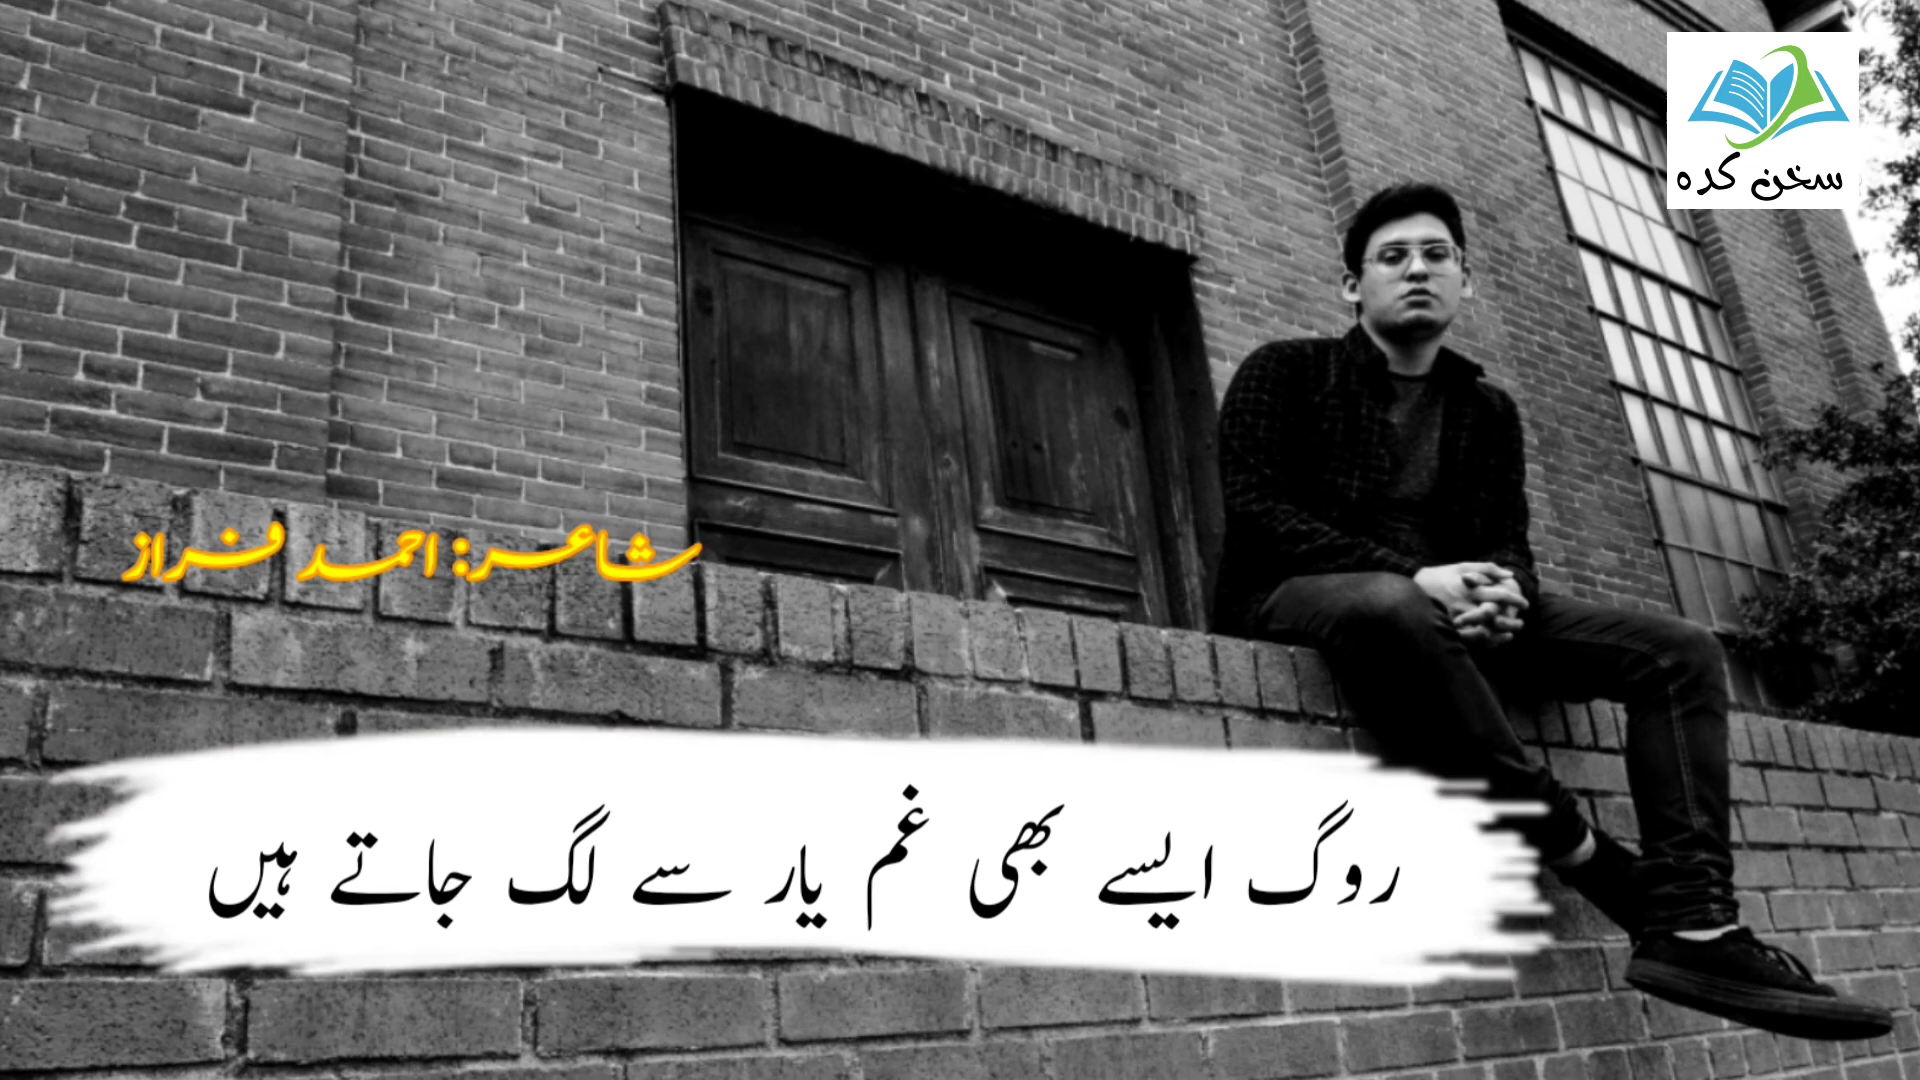 سخن کدہ
شاعر: احمد فراز
روگ ایسے بھی غم یار سے لگ جاتے ہیں